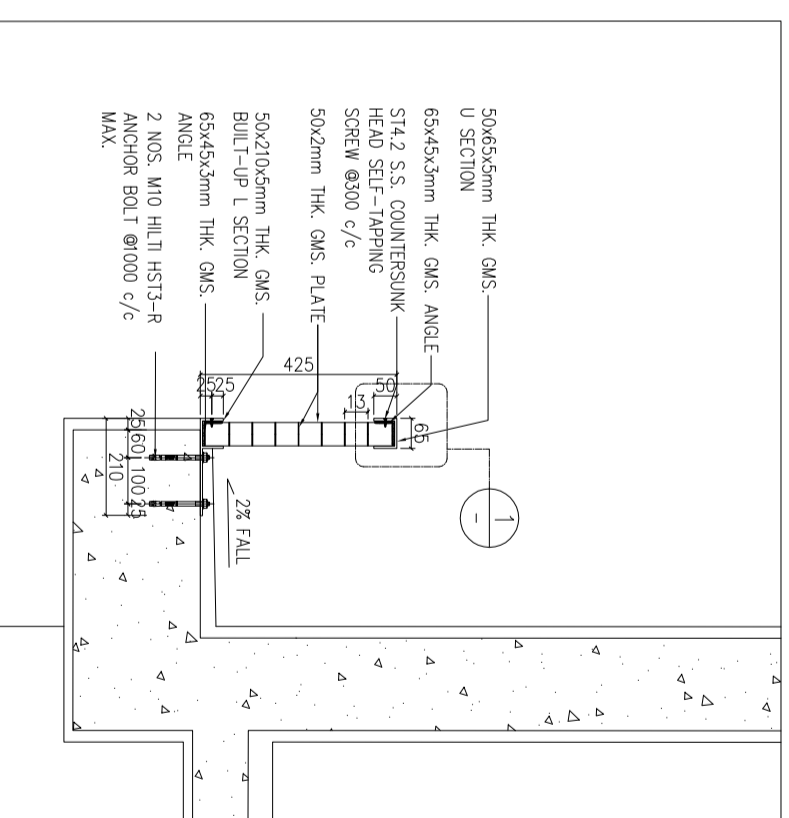 50x65x5mm THK. GMS.
U SECTION
65x45x3mm THK. GMS. ANGLE
ST4.2 S.S. COUNTERSUNK
HEAD SELF-TAPPING
SCREW @300 c/c
50x2mm THK. GMS. PLATE
50x210x5mm THK. GMS.
BUILT-UP L SECTION
65x45x3mm THK. GMS.
ANGLE
2 NOS. M10 HILTI HST3-R
ANCHOR BOLT @1000 c/c
MAX.
425
25
25
50
13
65
25
60
100
25
210
2% FALL
1
-